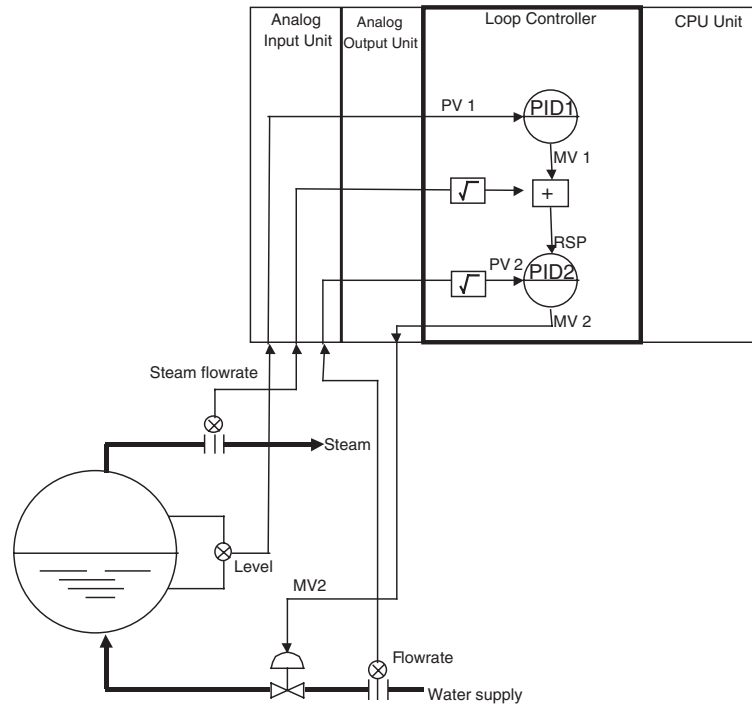 Analog
Input Unit
Analog
Output Unit
Loop Controller
CPU Unit
PV 1
PID1
MV 1
√
+
RSP
PV 2
√
PID2
MV 2
Steam flowrate
Steam
Level
MV2
Flowrate
Water supply